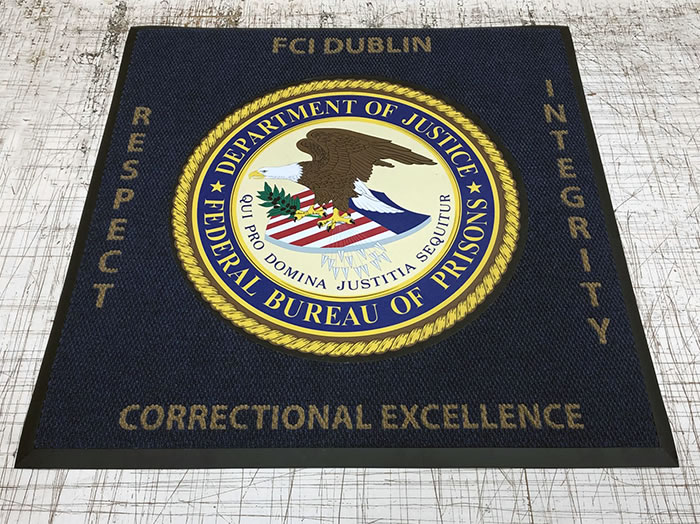 FCI DUBLIN
RESPECT
DEPARTMENT OF JUSTICE
QUI PRO DOMINA JUSTITIA SEQUITUR
FEDERAL BUREAU OF PRISONS
INTEGRITY
CORRECTIONAL EXCELLENCE